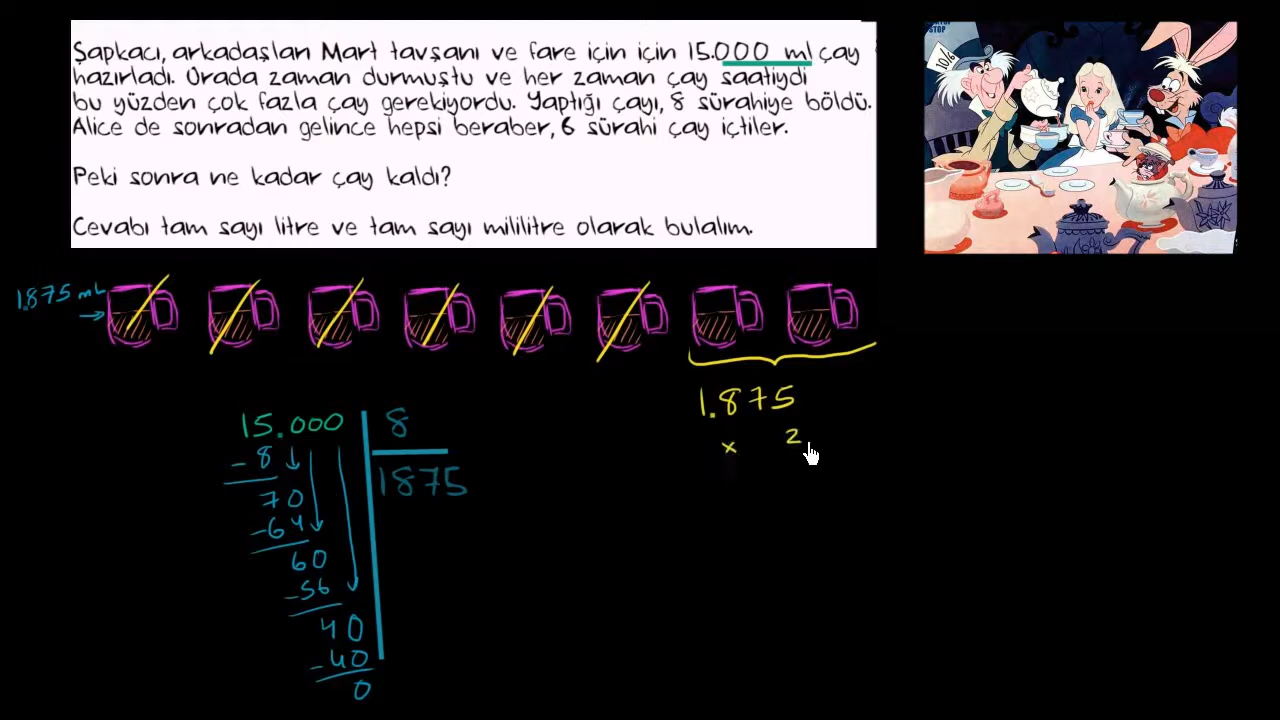 Şapkacı, arkadaşları Mart tavşanı ve fare için için 15.000 ml çay
hazırladı. Orada zaman durmuştu ve her zaman çay saatiydi
bu yüzden çok fazla çay gerekiyordu. Yaptığı çayı, 8 sürahiye böldü.
Alice de sonradan gelince hepsi beraber, 6 sürahi çay içtiler.
Peki sonra ne kadar çay kaldı?
Cevabı tam sayı litre ve tam sayı mililitre olarak bulalım.
STOP
10/6
1.875 mL
15.000 8
-8
1875
70
-64
60
-56
40
-40
0
1.875
x 2